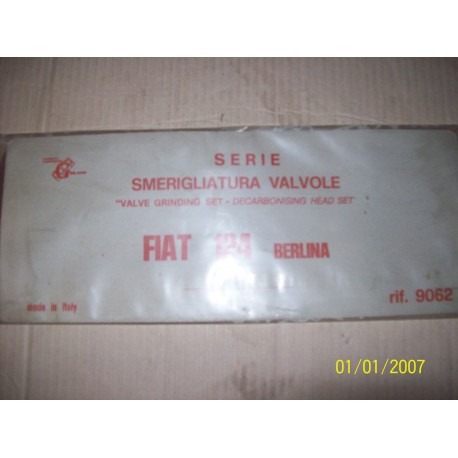 SERIE
SMERIGLIATURA VALVOLE
"VALVE GRINDING SET - DECARBONISING HEAD SET"
FIAT 124 BERLINA
made in Italy
rif. 9062
01/01/2007